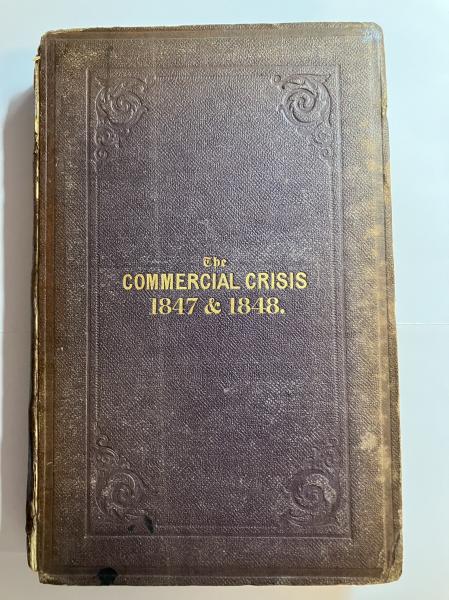 The
COMMERCIAL CRISIS
1847 & 1848.